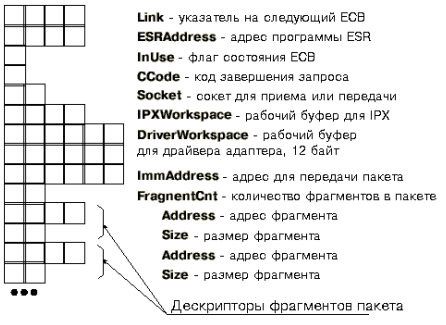 Link - указатель на следующий ECB
ESRAddress - адрес программы ESR
InUse - флаг состояния ECB
CCode - код завершения запроса
Socket - сокет для приема или передачи
IPXWorkspace - рабочий буфер для IPX
DriverWorkspace - рабочий буфер
для драйвера адаптера, 12 байт
ImmAddress - адрес для передачи пакета
FragnentCnt - количество фрагментов в пакете
Address - адрес фрагмента
Size - размер фрагмента
Address - адрес фрагмента
Size - размер фрагмента
Дескрипторы фрагментов пакета